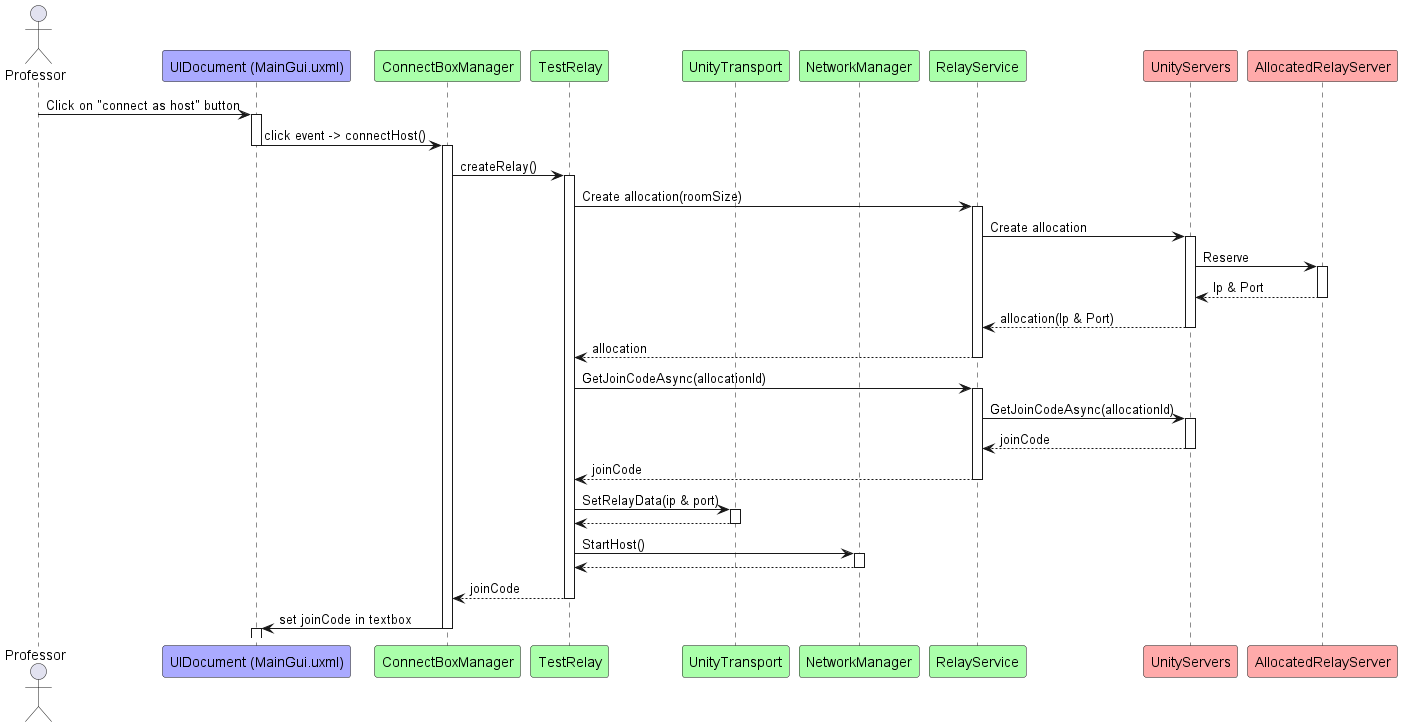 Professor
UIDocument (MainGui.uxml)
ConnectBoxManager
TestRelay
UnityTransport
NetworkManager
RelayService
UnityServers
AllocatedRelayServer
Click on "connect as host" button
click event -> connectHost()
createRelay()
Create allocation(roomSize)
Create allocation
Reserve
Ip & Port
allocation(Ip & Port)
allocation
GetJoinCodeAsync(allocationId)
GetJoinCodeAsync(allocationId)
joinCode
joinCode
SetRelayData(ip & port)
StartHost()
joinCode
set joinCode in textbox
Professor
UIDocument (MainGui.uxml)
ConnectBoxManager
TestRelay
UnityTransport
NetworkManager
RelayService
UnityServers
AllocatedRelayServer